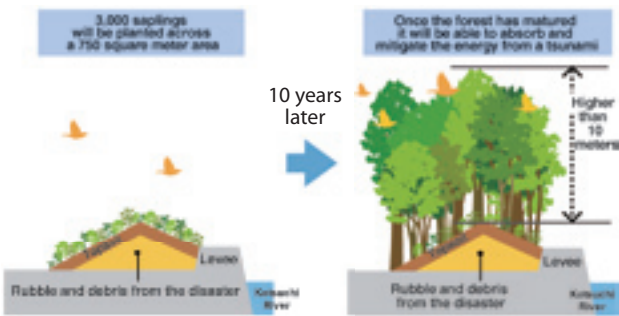 3,000 saplings
will be planted across
a 750 square meter area
Once the forest has matured
it will be able to absorb and
mitigate the energy from a tsunami
10 years
later
Higher
than
10
meters
Topsoil
Levee
Rubble and debris from the disaster
River
Levee
Rubble and debris
from the disaster
River